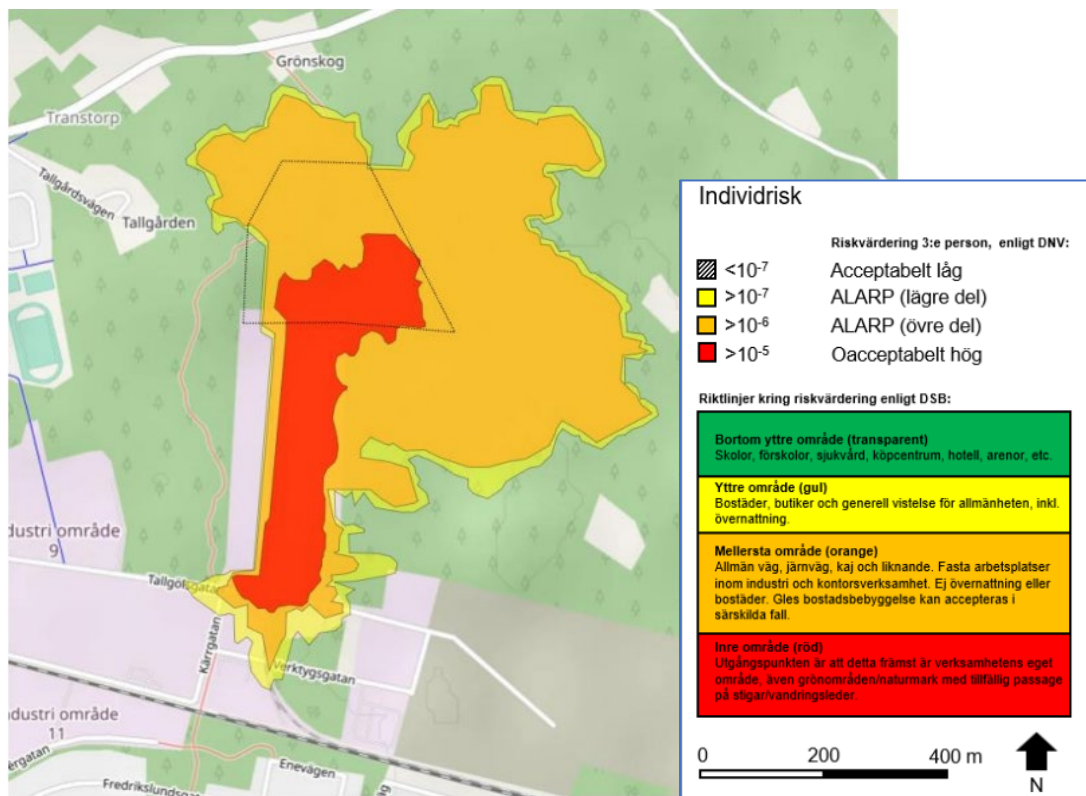 Grönskog
Transtorp
Tallgårdsvägen
Tallgården
ndustri område
9
Tallgölsgatan
Kärrgatan
Verktygsgatan
ndustri område
11
ergatan
Enevägen
Fredrikslundsga
äg
Individrisk
Riskvärdering 3:e person, enligt DNV:
<10-7 Acceptabelt låg
>10-7 ALARP (lägre del)
>10-6 ALARP (övre del)
>10-5 Oacceptabelt hög
Riktlinjer kring riskvärdering enligt DSB:
Bortom yttre område (transparent)
Skolor, förskolor, sjukvård, köpcentrum, hotell, arenor, etc.
Yttre område (gul)
Bostäder, butiker och generell vistelse för allmänheten, inkl.
övernattning.
Mellersta område (orange)
Allmän väg, järnväg, kaj och liknande. Fasta arbetsplatser
inom industri och kontorsverksamhet. Ej övernattning eller
bostäder. Gles bostadsbebyggelse kan accepteras i
särskilda fall.
Inre område (röd)
Utgångspunkten är att detta främst är verksamhetens eget
område, även grönområden/naturmark med tillfällig passage
på stigar/vandringsleder.
0 200 400 m
N